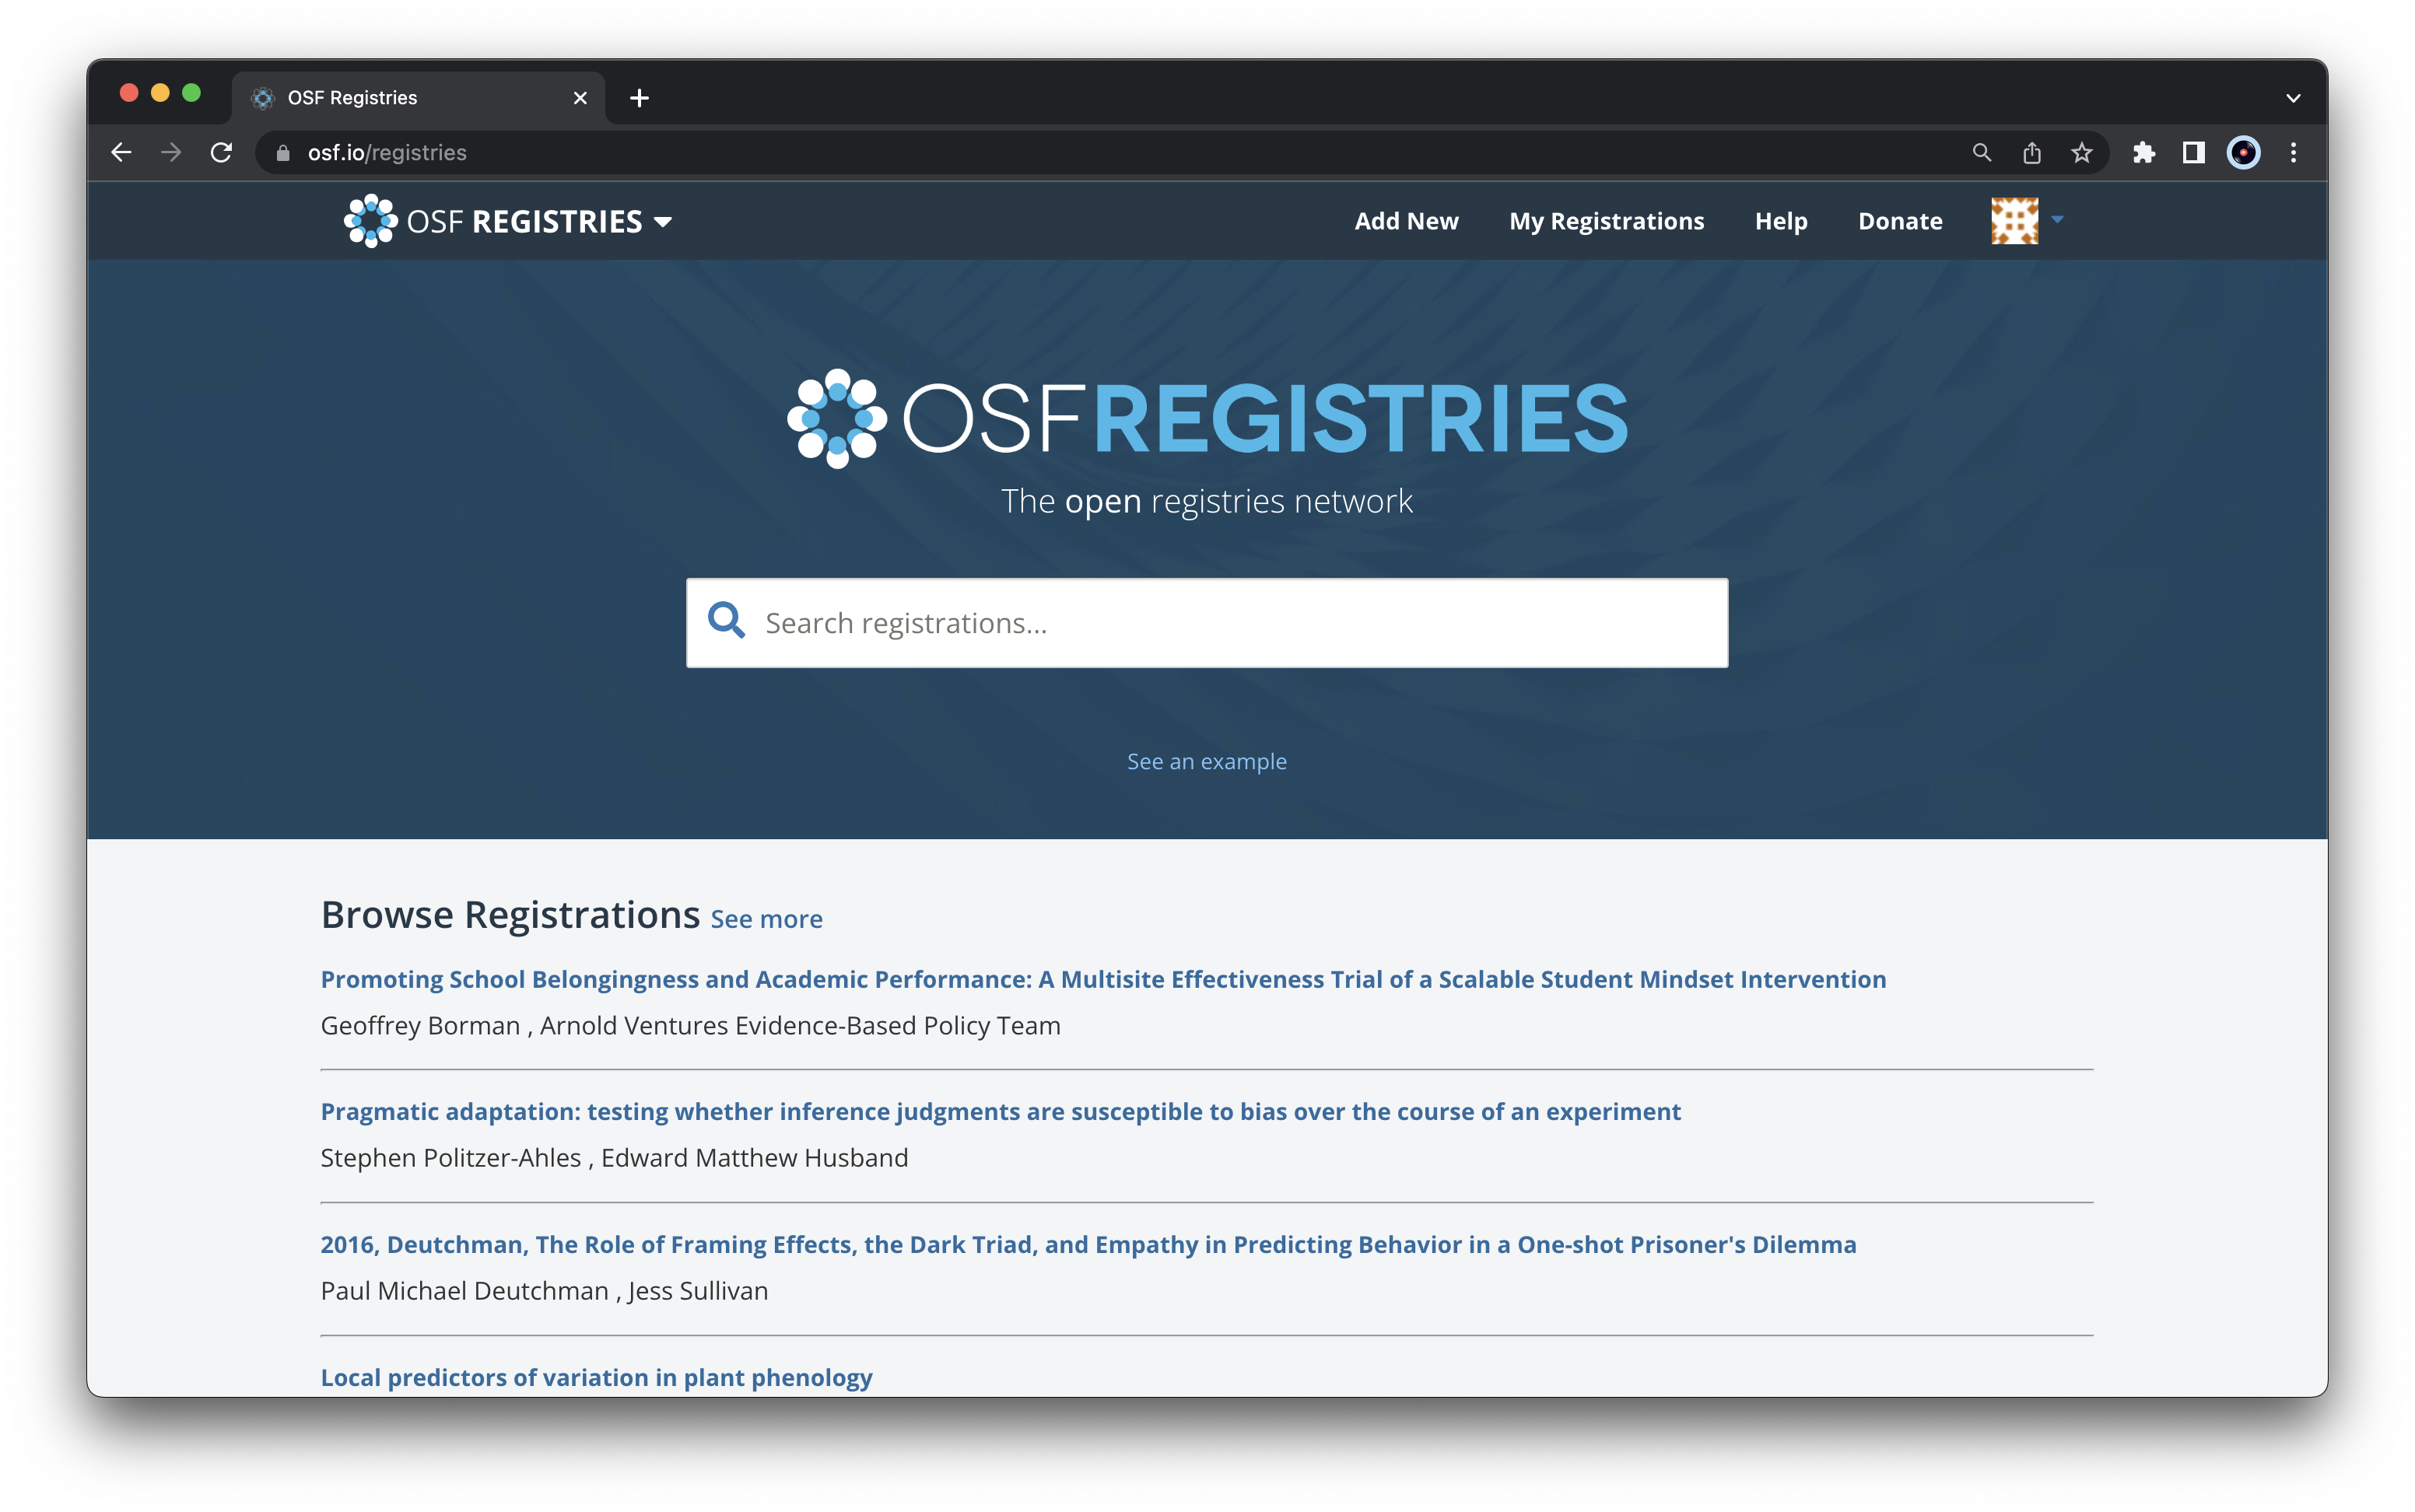 OSF Registries
osf.io/registries
OSF REGISTRIES
Add New
My Registrations
Help
Donate
OSFREGISTRIES
The open registries network
Search registrations...
See an example
Browse Registrations See more
Promoting School Belongingness and Academic Performance: A Multisite Effectiveness Trial of a Scalable Student Mindset Intervention
Geoffrey Borman , Arnold Ventures Evidence-Based Policy Team
Pragmatic adaptation: testing whether inference judgments are susceptible to bias over the course of an experiment
Stephen Politzer-Ahles , Edward Matthew Husband
2016, Deutchman, The Role of Framing Effects, the Dark Triad, and Empathy in Predicting Behavior in a One-shot Prisoner's Dilemma
Paul Michael Deutchman , Jess Sullivan
Local predictors of variation in plant phenology